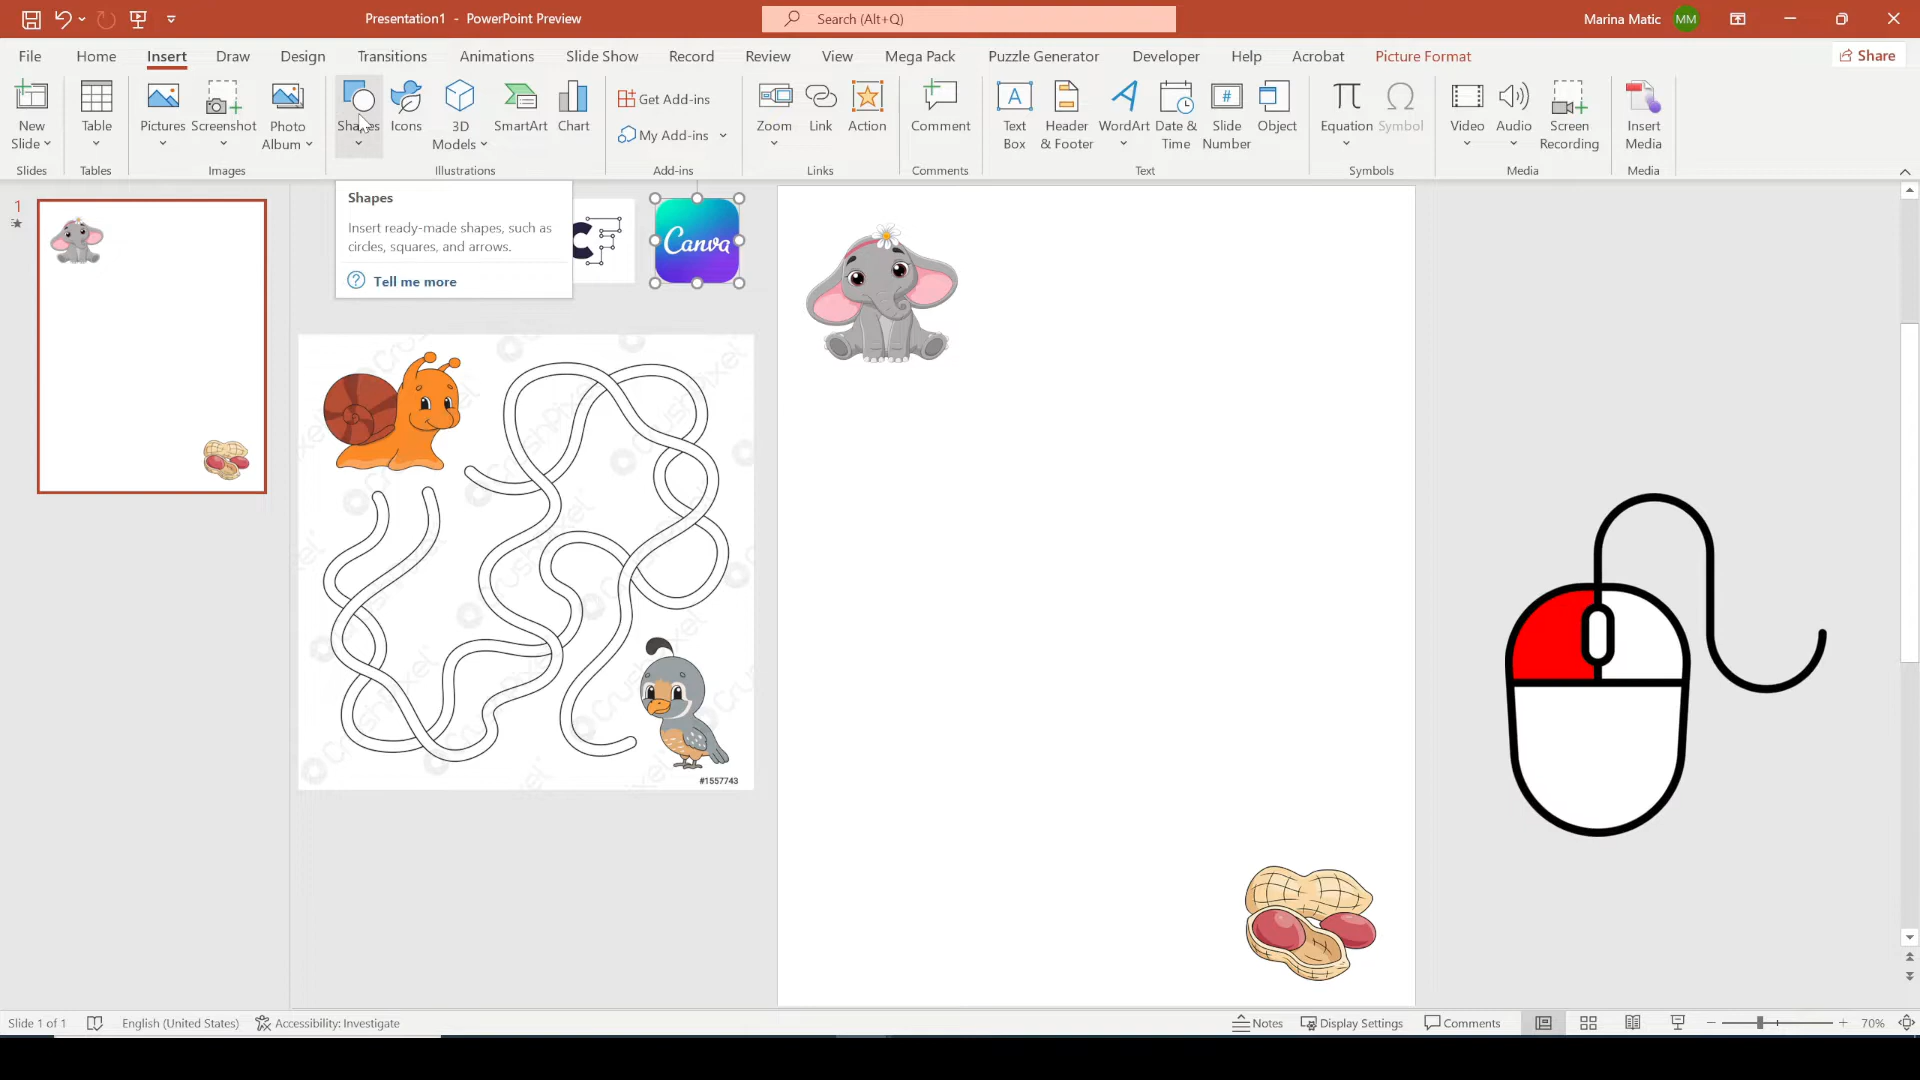 Presentation1 - PowerPoint Preview
Search (Alt+Q)
Marina Matic MM
File Home Insert Draw Design Transitions Animations Slide Show Record Review View Mega Pack Puzzle Generator Developer Help Acrobat Picture Format Share
New Slide
Table
Pictures
Screenshot
Photo Album
Shapes
Icons
3D Models
SmartArt
Chart
Get Add-ins
My Add-ins
Zoom
Link
Action
Comment
Text Box
Header & Footer
WordArt
Date & Time
Slide Number
Object
Equation
Symbol
Video
Audio
Screen Recording
Insert Media
Slides Tables Images Illustrations Add-ins Links Comments Text Symbols Media Media
1
Shapes
Insert ready-made shapes, such as
circles, squares, and arrows.
Tell me more
Canva
CrushPixel
#1557743
Slide 1 of 1 English (United States) Accessibility: Investigate Notes Display Settings Comments 70%